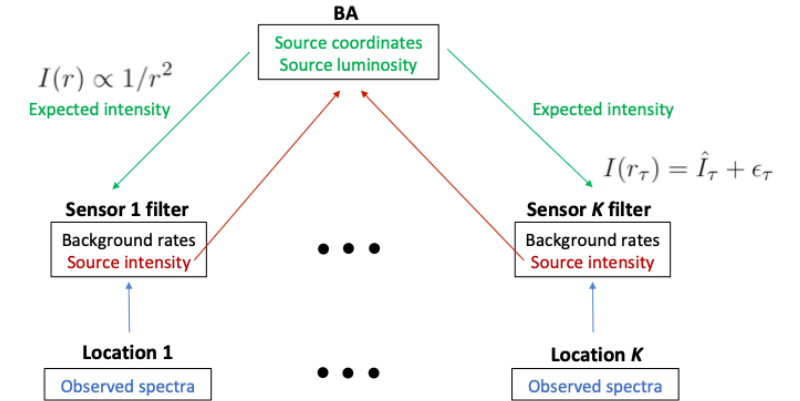 BA
Source coordinates
Source luminosity
I(r) ∝ 1/r²
Expected intensity
Expected intensity
I(r_τ) = Î_τ + ϵ_τ
Sensor 1 filter
Background rates
Source intensity
Sensor K filter
Background rates
Source intensity
Location 1
Observed spectra
Location K
Observed spectra